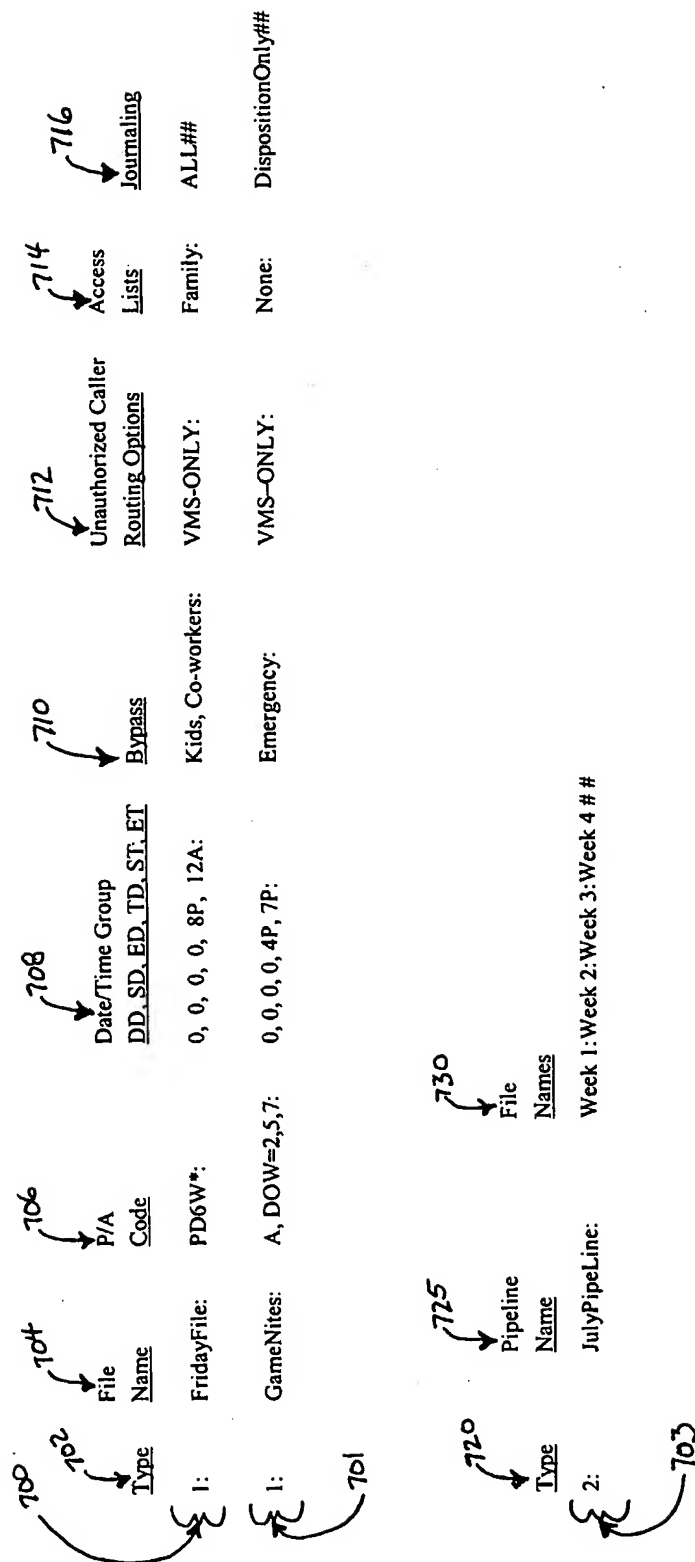 700 702 704 706 708 710 712 714 716
Type File Name P/A Code Date/Time Group DD, SD, ED, TD, ST, ET Bypass Unauthorized Caller Routing Options Access Lists Journaling
1: FridayFile: PD6W*: 0, 0, 0, 0, 8P, 12A: Kids, Co-workers: VMS-ONLY: Family: ALL##
1: GameNites: A, DOW=2,5,7: 0, 0, 0, 0, 4P, 7P: Emergency: VMS–ONLY: None: DispositionOnly##
701
720 725 730
Type Pipeline Name File Names
2: JulyPipeLine: Week 1: Week 2: Week 3: Week 4 # #
703